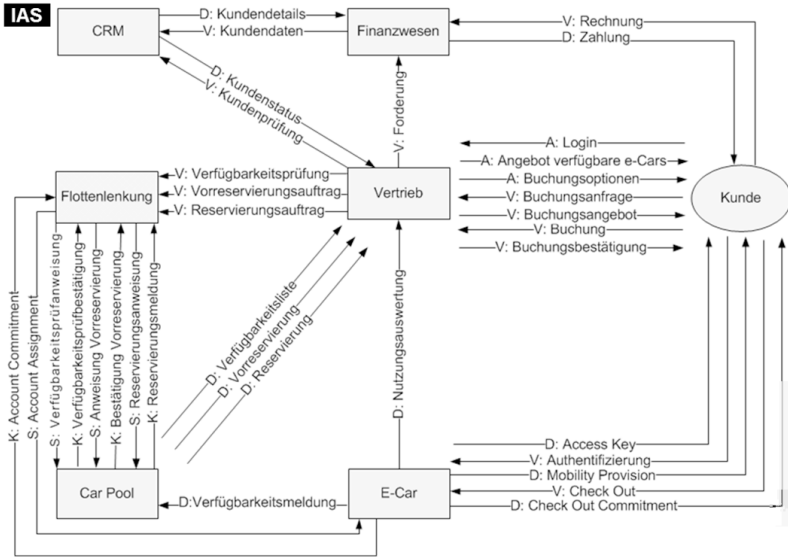 IAS
CRM
D: Kundendetails
V: Kundendaten
Finanzwesen
V: Rechnung
D: Zahlung
D: Kundenstatus
V: Kundenprüfung
V: Forderung
A: Login
A: Angebot verfügbare e-Cars
A: Buchungsoptionen
V: Buchungsanfrage
V: Buchungsangebot
V: Buchung
V: Buchungsbestätigung
Kunde
Flottenlenkung
V: Verfügbarkeitsprüfung
V: Vorreservierungsauftrag
V: Reservierungsauftrag
Vertrieb
K: Account Commitment
S: Account Assignment
S: Verfügbarkeitsprüfanweisung
K: Verfügbarkeitsprüfbestätigung
S: Anweisung Vorreservierung
K: Bestätigung Vorreservierung
S: Reservierungsanweisung
K: Reservierungsmeldung
D: Verfügbarkeitsliste
D: Vorreservierung
D: Reservierung
D: Nutzungsauswertung
Car Pool
D:Verfügbarkeitsmeldung
E-Car
D: Access Key
V: Authentifizierung
D: Mobility Provision
V: Check Out
D: Check Out Commitment